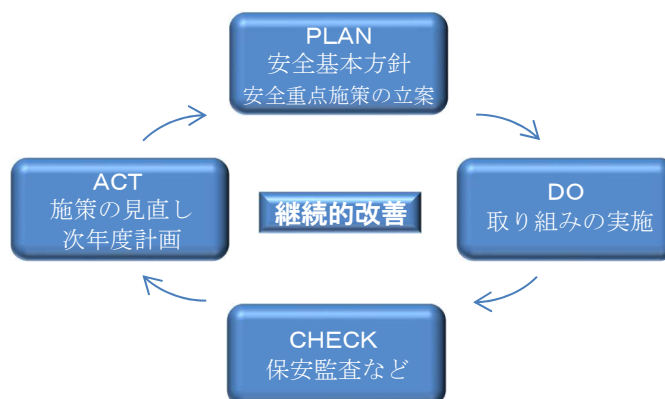 PLAN
安全基本方針
安全重点施策の立案
ACT
施策の見直し
次年度計画
継続的改善
DO
取り組みの実施
CHECK
保安監査など